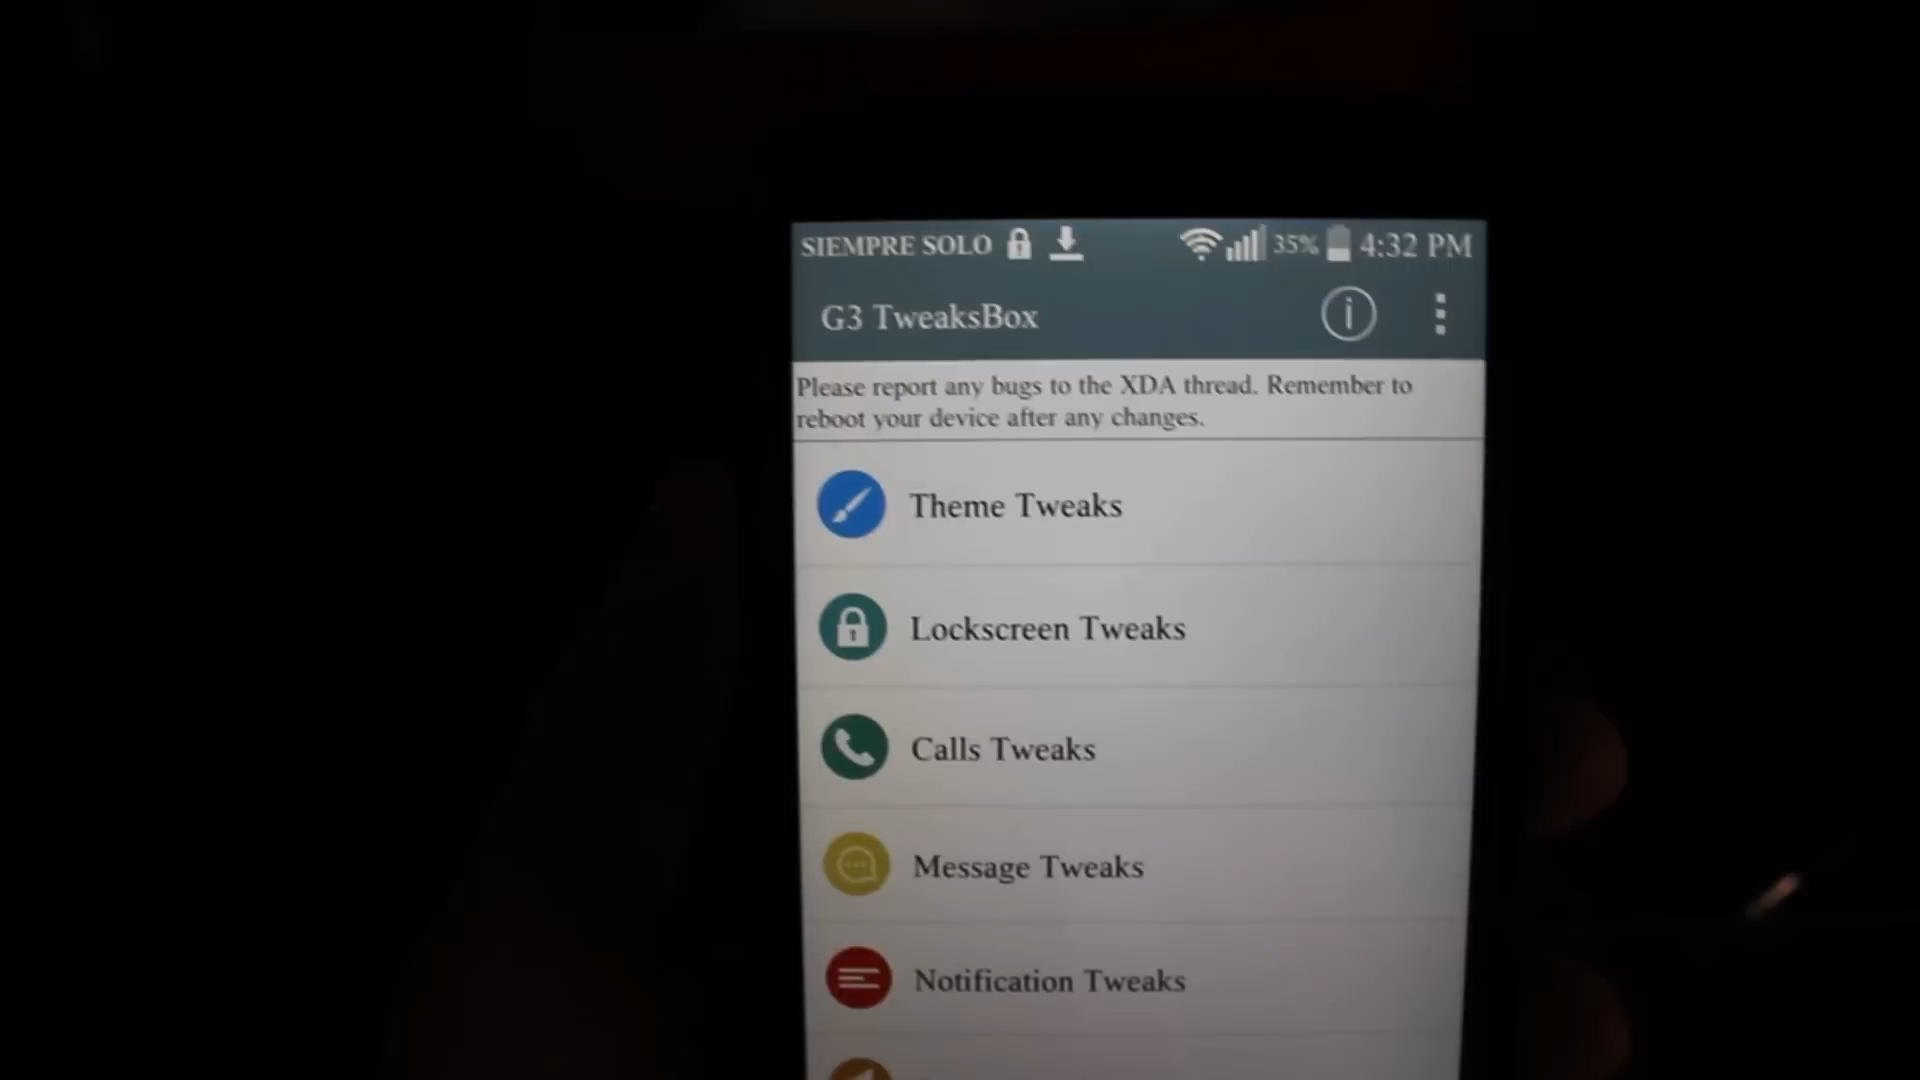 SIEMPRE SOLO 35% 4:32 PM
G3 TweaksBox
Please report any bugs to the XDA thread. Remember to
reboot your device after any changes.
Theme Tweaks
Lockscreen Tweaks
Calls Tweaks
Message Tweaks
Notification Tweaks